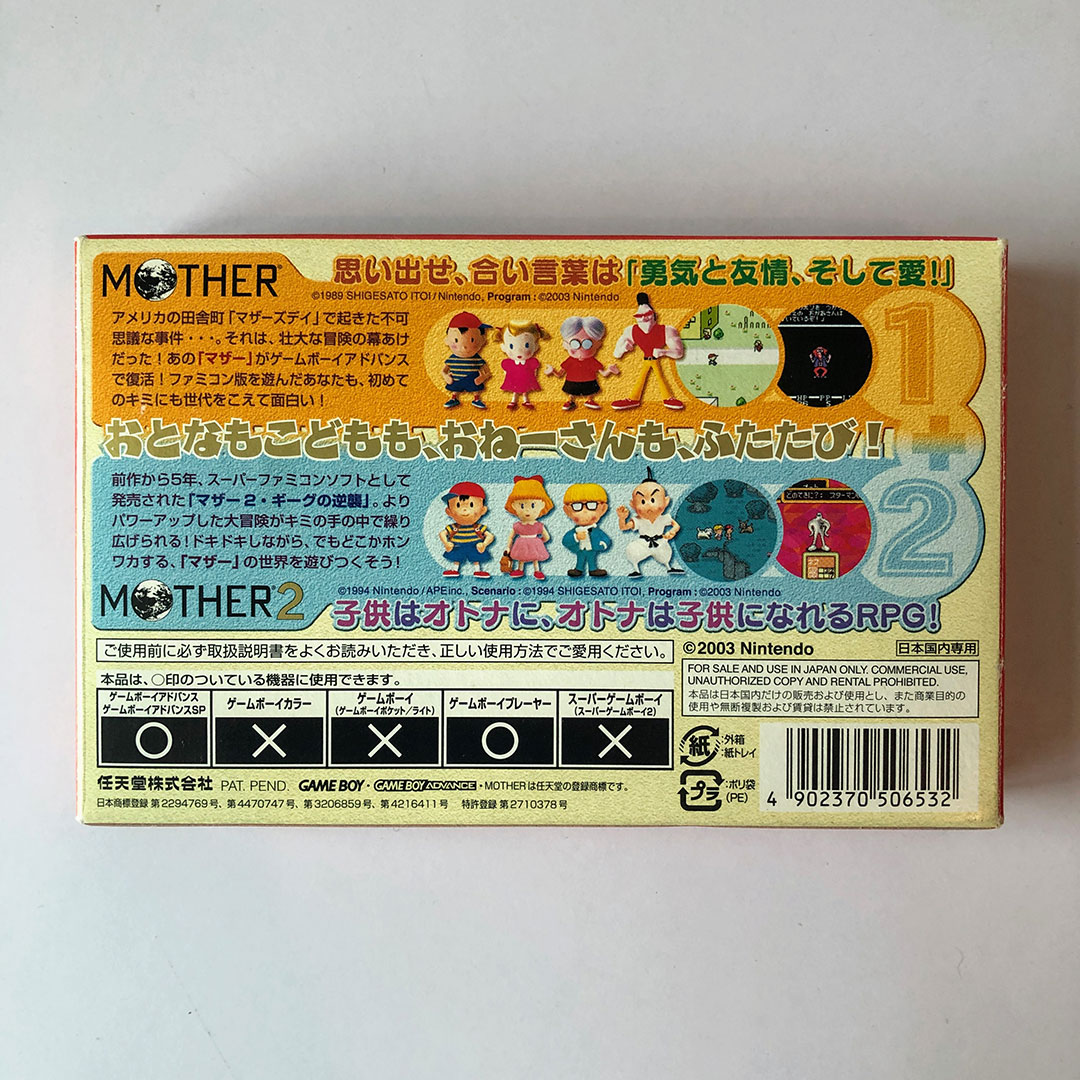 MOTHER
思い出せ、合い言葉は「勇気と友情、そして愛！」
©1989 SHIGESATO ITOI / Nintendo, Program : ©2003 Nintendo
アメリカの田舎町「マザーズデイ」で起きた不可
思議な事件・・・。それは、壮大な冒険の幕あけ
だった！あの「マザー」がゲームボーイアドバンス
で復活！ファミコン版を遊んだあなたも、初めて
のキミにも世代をこえて面白い！
1
+
おとなもこどもも、おねーさんも、ふたたび！
前作から5年、スーパーファミコンソフトとして
発売された「マザー2・ギーグの逆襲」。より
パワーアップした大冒険がキミの手の中で繰り
広げられる！ドキドキしながら、でもどこかホン
ワカする、「マザー」の世界を遊びつくそう！
2
©1994 Nintendo / APE inc., Scenario : ©1994 SHIGESATO ITOI, Program : ©2003 Nintendo
MOTHER 2
子供はオトナに、オトナは子供になれるRPG！
ご使用前に必ず取扱説明書をよくお読みいただき、正しい使用方法でご愛用ください。
©2003 Nintendo
日本国内専用
FOR SALE AND USE IN JAPAN ONLY. COMMERCIAL USE,
UNAUTHORIZED COPY AND RENTAL PROHIBITED.
本品は日本国内だけの販売および使用とし、また商業目的の
使用や無断複製および賃貸は禁止されています。
本品は、○印のついている機器に使用できます。
ゲームボーイアドバンス
ゲームボーイアドバンスSP
○
ゲームボーイカラー
×
ゲームボーイ
（ゲームボーイポケット／ライト）
×
ゲームボーイプレーヤー
○
スーパーゲームボーイ
（スーパーゲームボーイ2）
×
紙
：外箱
：紙トレイ
プラ
：ポリ袋
（PE）
4 902370 506532
任天堂株式会社 PAT. PEND. GAME BOY・GAME BOY ADVANCE・MOTHERは任天堂の登録商標です。
日本商標登録 第2294769号、第4470747号、第3206859号、第4216411号 特許登録 第2710378号